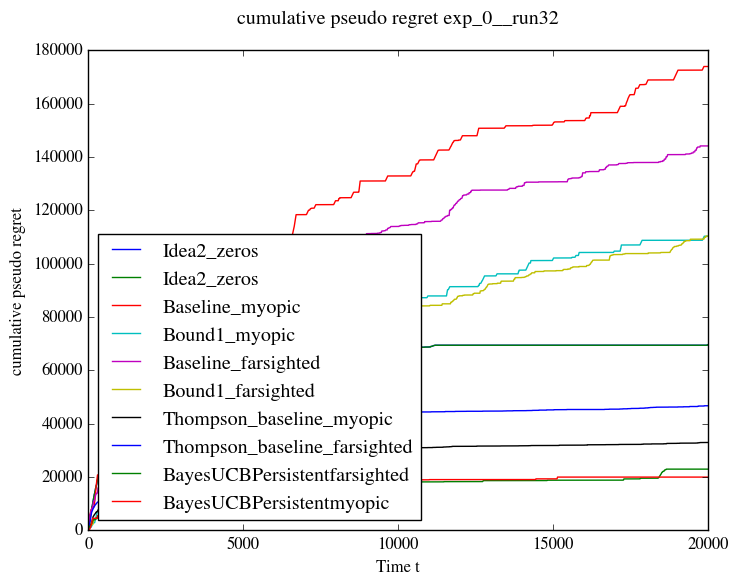 cumulative pseudo regret exp_0__run32
180000
160000
140000
120000
100000
80000
60000
40000
20000
0
cumulative pseudo regret
Idea2_zeros
Idea2_zeros
Baseline_myopic
Bound1_myopic
Baseline_farsighted
Bound1_farsighted
Thompson_baseline_myopic
Thompson_baseline_farsighted
BayesUCBPersistentfarsighted
BayesUCBPersistentmyopic
0 5000 10000 15000 20000
Time t